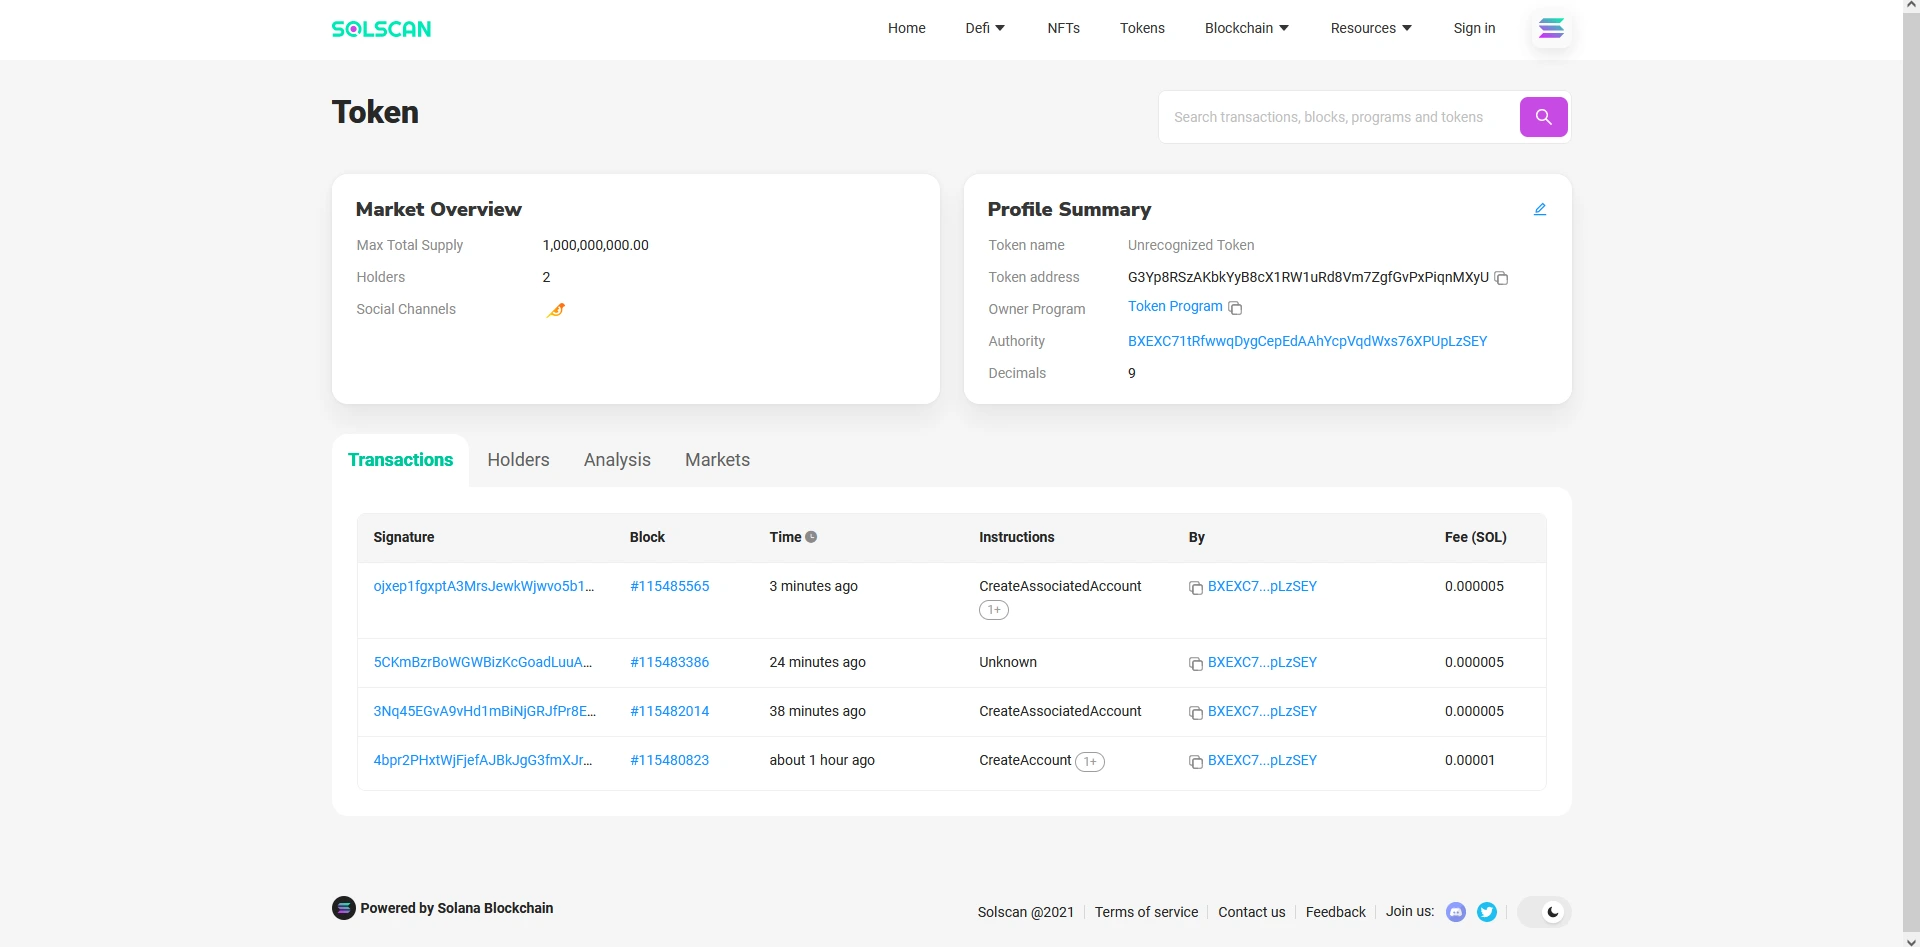 SOLSCAN
Home Defi NFTs Tokens Blockchain Resources Sign in
Token
Search transactions, blocks, programs and tokens
Market Overview
Max Total Supply 1,000,000,000.00
Holders 2
Social Channels
Profile Summary
Token name Unrecognized Token
Token address G3Yp8RSzAKbkYyB8cX1RW1uRd8Vm7ZgfGvPxPiqnMXyU
Owner Program Token Program
Authority BXEXC71tRfwwqDygCepEdAAhYcpVqdWxs76XPUpLzSEY
Decimals 9
Transactions Holders Analysis Markets
Signature Block Time Instructions By Fee (SOL)
ojxep1fgxptA3MrsJewkWjwvo5b1... #115485565 3 minutes ago CreateAssociatedAccount BXEXC7...pLzSEY 0.000005
1+
5CKmBzrBoWGWBizKcGoadLuuA... #115483386 24 minutes ago Unknown BXEXC7...pLzSEY 0.000005
3Nq45EGvA9vHd1mBiNjGRJfPr8E... #115482014 38 minutes ago CreateAssociatedAccount BXEXC7...pLzSEY 0.000005
4bpr2PHxtWjFjefAJBkJgG3fmXJr... #115480823 about 1 hour ago CreateAccount 1+ BXEXC7...pLzSEY 0.00001
Powered by Solana Blockchain
Solscan @2021 Terms of service Contact us Feedback Join us: